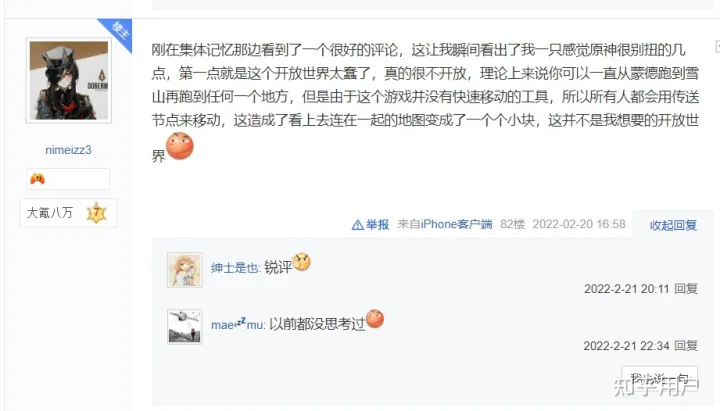 楼主
刚在集体记忆那边看到了一个很好的评论，这让我瞬间看出了我一只感觉原神很别扭的几
点，第一点就是这个开放世界太蠢了，真的很不开放，理论上来说你可以一直从蒙德跑到雪
山再跑到任何一个地方，但是由于这个游戏并没有快速移动的工具，所以所有人都会用传送
节点来移动，这造成了看上去连在一起的地图变成了一个个小块，这并不是我想要的开放世
界
DOBERM
nimeizz3
大氪八万 7
举报 来自iPhone客户端 82楼 2022-02-20 16:58 收起回复
绅士是也: 锐评
2022-2-21 20:11 回复
mae zz mu: 以前都没思考过
2022-2-21 22:34 回复
我也说一句
知乎用户